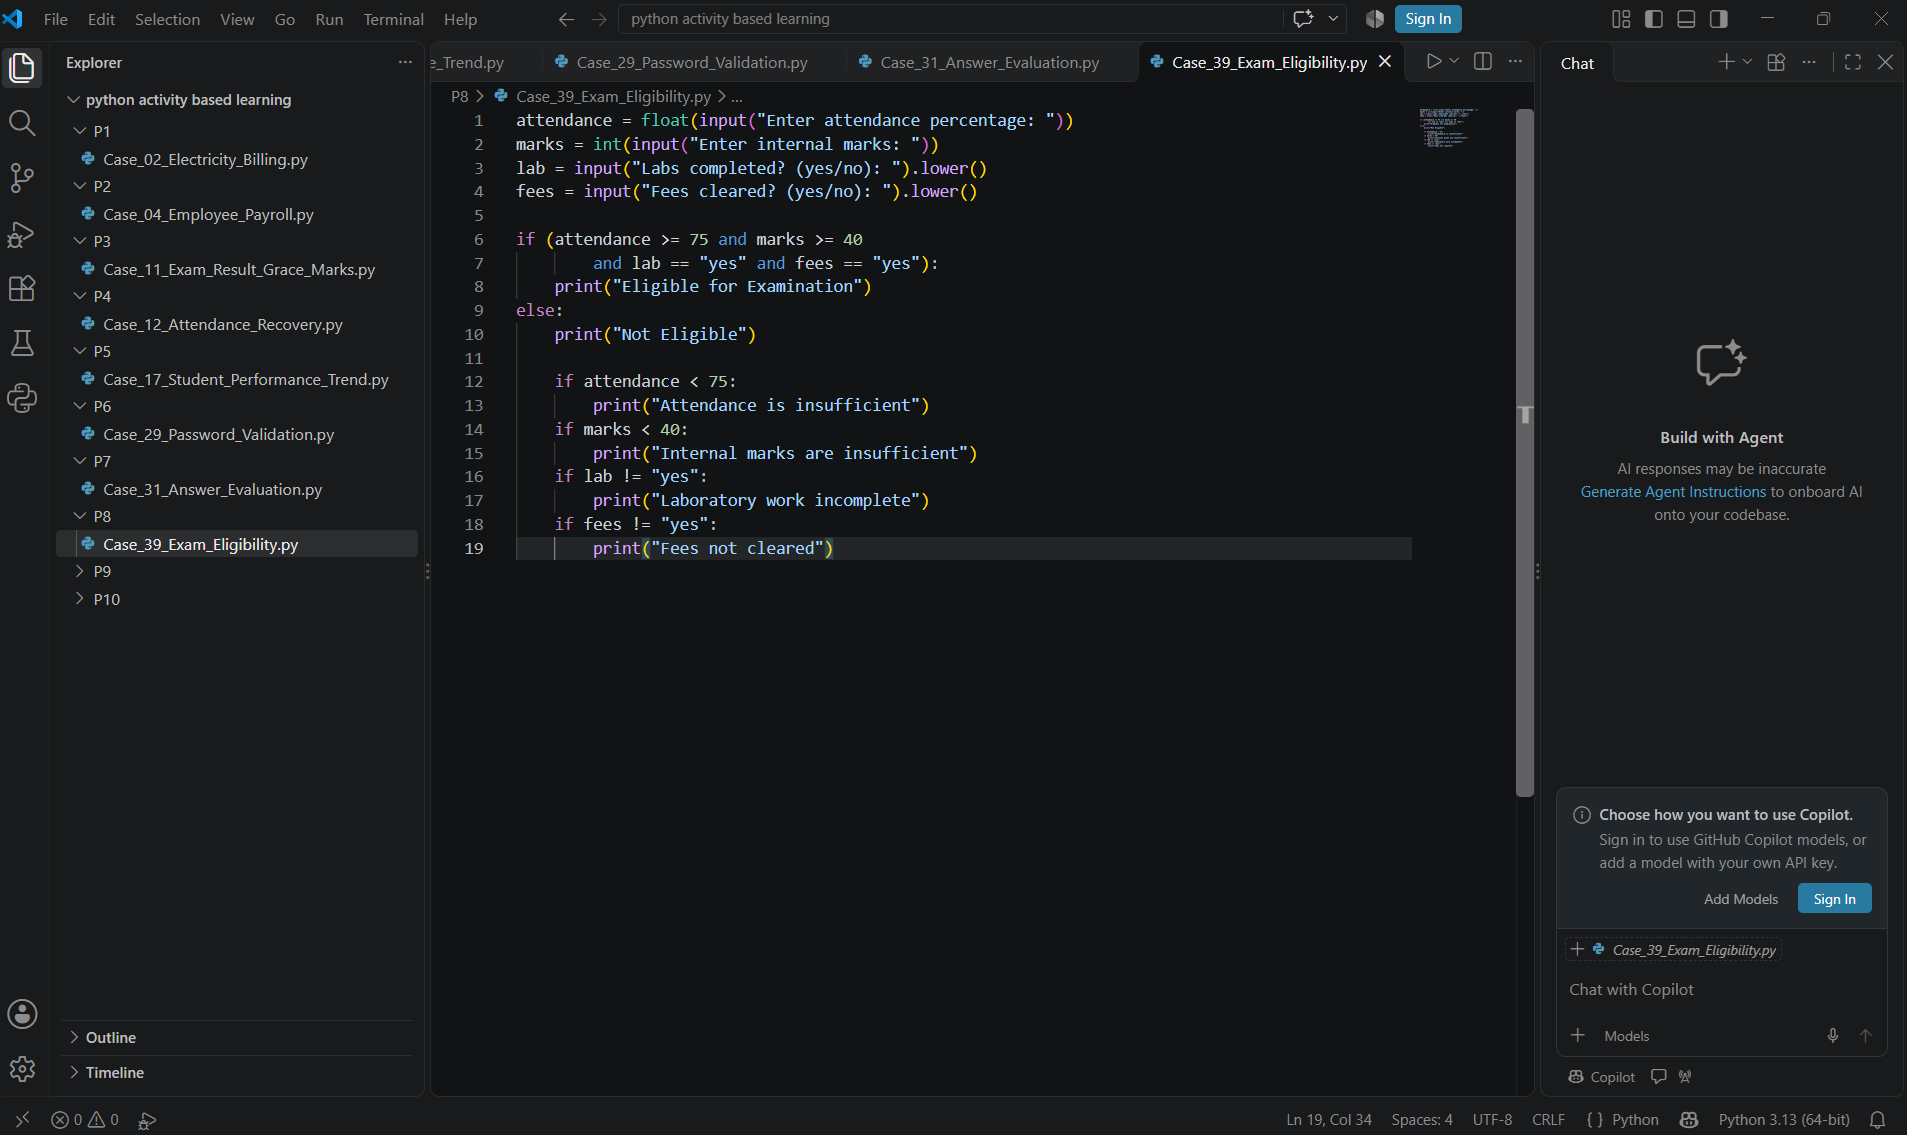 File Edit Selection View Go Run Terminal Help
python activity based learning
Sign In
Explorer
python activity based learning
P1
Case_02_Electricity_Billing.py
P2
Case_04_Employee_Payroll.py
P3
Case_11_Exam_Result_Grace_Marks.py
P4
Case_12_Attendance_Recovery.py
P5
Case_17_Student_Performance_Trend.py
P6
Case_29_Password_Validation.py
P7
Case_31_Answer_Evaluation.py
P8
Case_39_Exam_Eligibility.py
P9
P10
Outline
Timeline
e_Trend.py Case_29_Password_Validation.py Case_31_Answer_Evaluation.py Case_39_Exam_Eligibility.py
P8 > Case_39_Exam_Eligibility.py > ...
1 attendance = float(input("Enter attendance percentage: "))
2 marks = int(input("Enter internal marks: "))
3 lab = input("Labs completed? (yes/no): ").lower()
4 fees = input("Fees cleared? (yes/no): ").lower()
5
6 if (attendance >= 75 and marks >= 40
7         and lab == "yes" and fees == "yes"):
8     print("Eligible for Examination")
9 else:
10     print("Not Eligible")
11
12     if attendance < 75:
13         print("Attendance is insufficient")
14     if marks < 40:
15         print("Internal marks are insufficient")
16     if lab != "yes":
17         print("Laboratory work incomplete")
18     if fees != "yes":
19         print("Fees not cleared")
Chat
Build with Agent
AI responses may be inaccurate
Generate Agent Instructions to onboard AI
onto your codebase.
Choose how you want to use Copilot.
Sign in to use GitHub Copilot models, or
add a model with your own API key.
Add Models Sign In
Case_39_Exam_Eligibility.py
Chat with Copilot
Models
Copilot
0 0
Ln 19, Col 34 Spaces: 4 UTF-8 CRLF { } Python Python 3.13 (64-bit)